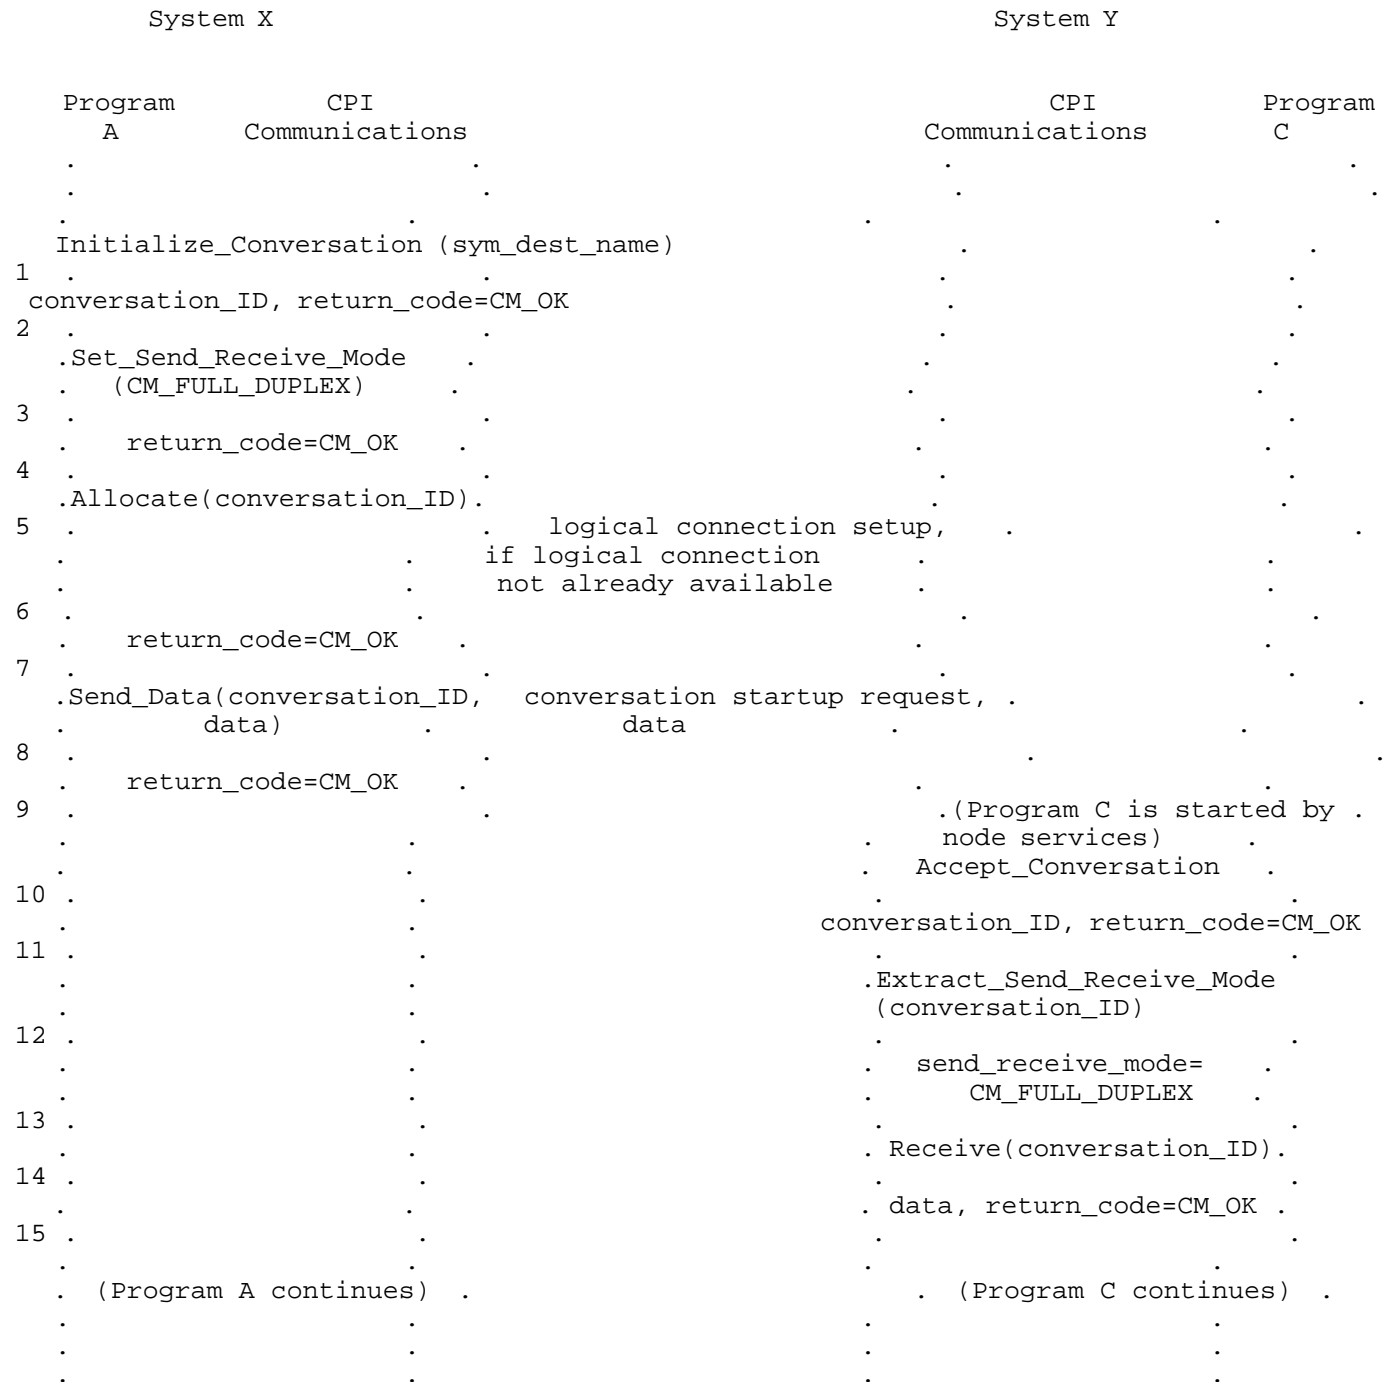 System X System Y
Program CPI CPI Program
A Communications Communications C
. . . .
. . . .
. . . .
Initialize_Conversation (sym_dest_name) . .
1 . . . .
conversation_ID, return_code=CM_OK . .
2 . . . .
.Set_Send_Receive_Mode . . .
. (CM_FULL_DUPLEX) . . .
3 . . . .
. return_code=CM_OK . . .
4 . . . .
.Allocate(conversation_ID). . .
5 . . logical connection setup, . .
. . if logical connection . .
. . not already available . .
6 . . . .
. return_code=CM_OK . . .
7 . . . .
.Send_Data(conversation_ID, conversation startup request, . .
. data) . data . .
8 . . . .
. return_code=CM_OK . . .
9 . . .(Program C is started by .
. . . node services) .
. . . Accept_Conversation .
10 . . . .
. . conversation_ID, return_code=CM_OK
11 . . . .
. . .Extract_Send_Receive_Mode
. . (conversation_ID)
12 . . . .
. . . send_receive_mode= .
. . . CM_FULL_DUPLEX .
13 . . . .
. . . Receive(conversation_ID).
14 . . . .
. . . data, return_code=CM_OK .
15 . . . .
. . . .
. (Program A continues) . . (Program C continues) .
. . . .
. . . .
. . . .